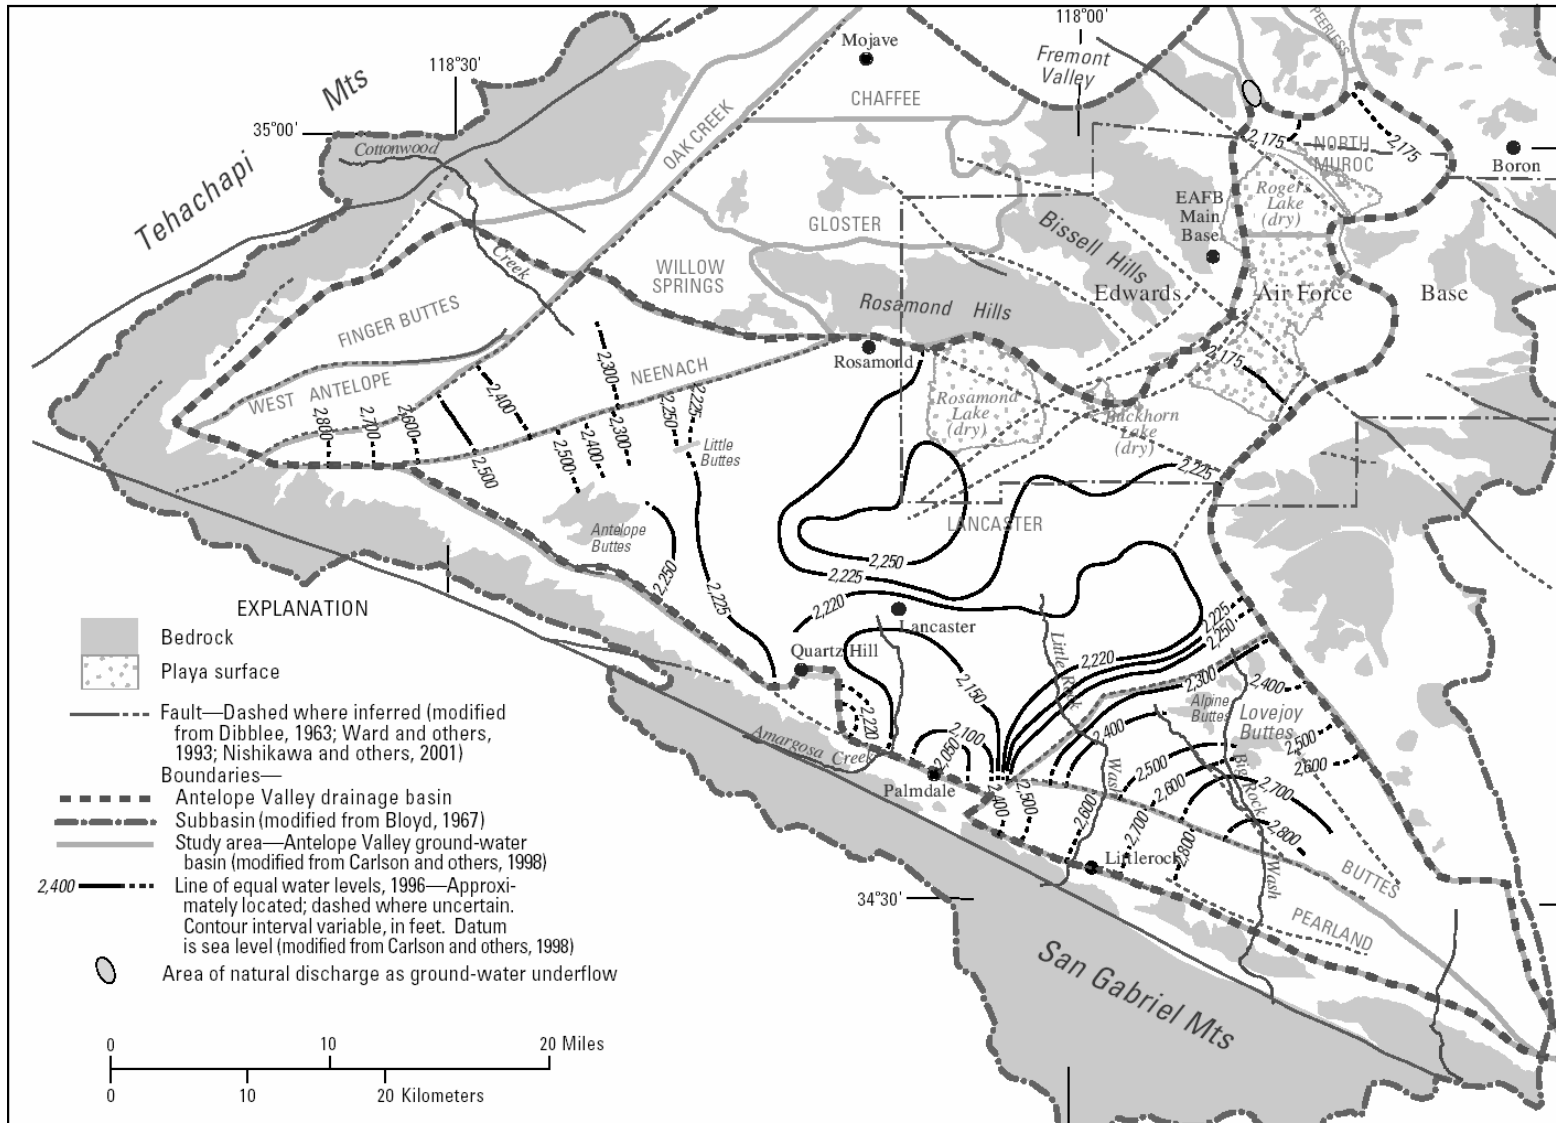 118°00'
PEERLESS
Mojave
Fremont
Valley
118°30'
Mts
Tehachapi
35°00'
CHAFFEE
OAK CREEK
Cottonwood
Creek
2,175
2,175
NORTH
MUROC
Boron
Rogers
Lake
(dry)
EAFB
Main
Base
GLOSTER
Bissell Hills
WILLOW
SPRINGS
Rosamond Hills
Edwards
Air Force
Base
FINGER BUTTES
NEENACH
Rosamond
WEST ANTELOPE
2,800
2,700
2,600
2,500
2,400
2,300
2,300
2,400
2,500
2,250
2,225
Little
Buttes
Rosamond
Lake
(dry)
Buckhorn
Lake
(dry)
2,175
2,225
LANCASTER
Antelope
Buttes
2,250
2,225
2,250
2,225
2,220
Lancaster
Quartz Hill
2,220
2,150
2,100
2,050
Palmdale
Amargosa Creek
Little Rock
Wash
2,220
2,225
2,250
2,300
2,400
2,400
Alpine
Buttes
Lovejoy
Buttes
2,500
2,600
2,500
2,600
2,700
2,800
2,400
2,500
2,600
2,700
2,800
Big Rock
Wash
Littlerock
BUTTES
PEARLAND
34°30'
San Gabriel Mts
EXPLANATION
Bedrock
Playa surface
Fault—Dashed where inferred (modified
from Dibblee, 1963; Ward and others,
1993; Nishikawa and others, 2001)
Boundaries—
Antelope Valley drainage basin
Subbasin (modified from Bloyd, 1967)
Study area—Antelope Valley ground-water
basin (modified from Carlson and others, 1998)
2,400 Line of equal water levels, 1996—Approxi-
mately located; dashed where uncertain.
Contour interval variable, in feet. Datum
is sea level (modified from Carlson and others, 1998)
Area of natural discharge as ground-water underflow
0 10 20 Miles
0 10 20 Kilometers